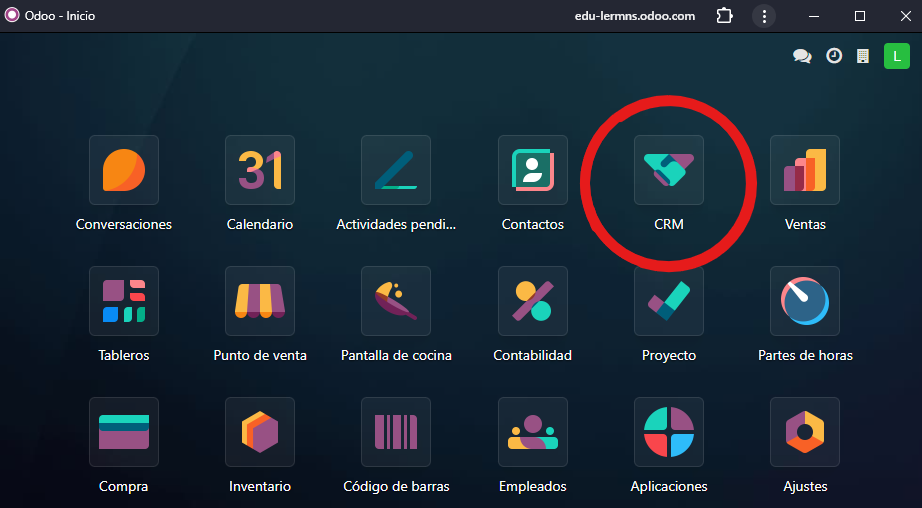 Odoo - Inicio
edu-lermns.odoo.com
L
31
Conversaciones
Calendario
Actividades pendi...
Contactos
CRM
Ventas
Tableros
Punto de venta
Pantalla de cocina
Contabilidad
Proyecto
Partes de horas
Compra
Inventario
Código de barras
Empleados
Aplicaciones
Ajustes